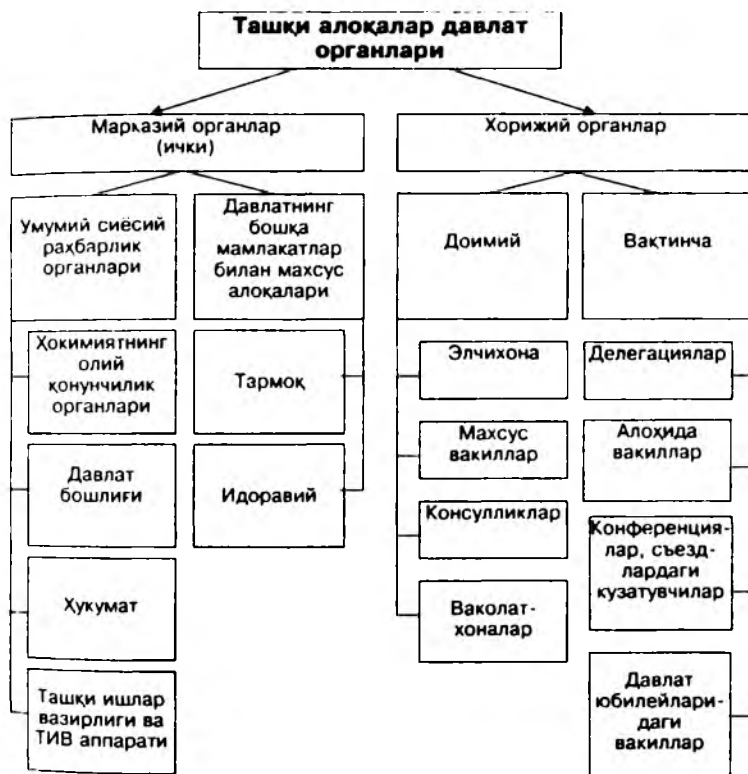 Ташқи алоқалар давлат
органлари
Марказий органлар
(ички)
Хорижий органлар
Умумий сиёсий
раҳбарлик
органлари
Давлатнинг
бошқа
мамлакатлар
билан махсус
алоқалари
Доимий
Вақтинча
Ҳокимиятнинг
олий
қонунчилик
органлари
Тармоқ
Элчихона
Делегациялар
Махсус
вакиллар
Алоҳида
вакиллар
Давлат
бошлиғи
Идоравий
Консулликлар
Конференция-
лар, съезд-
лардаги
кузатувчилар
Хукумат
Ваколат-
хоналар
Ташқи ишлар
вазирлиги ва
ТИВ аппарати
Давлат
юбилейлари-
даги
вакиллар